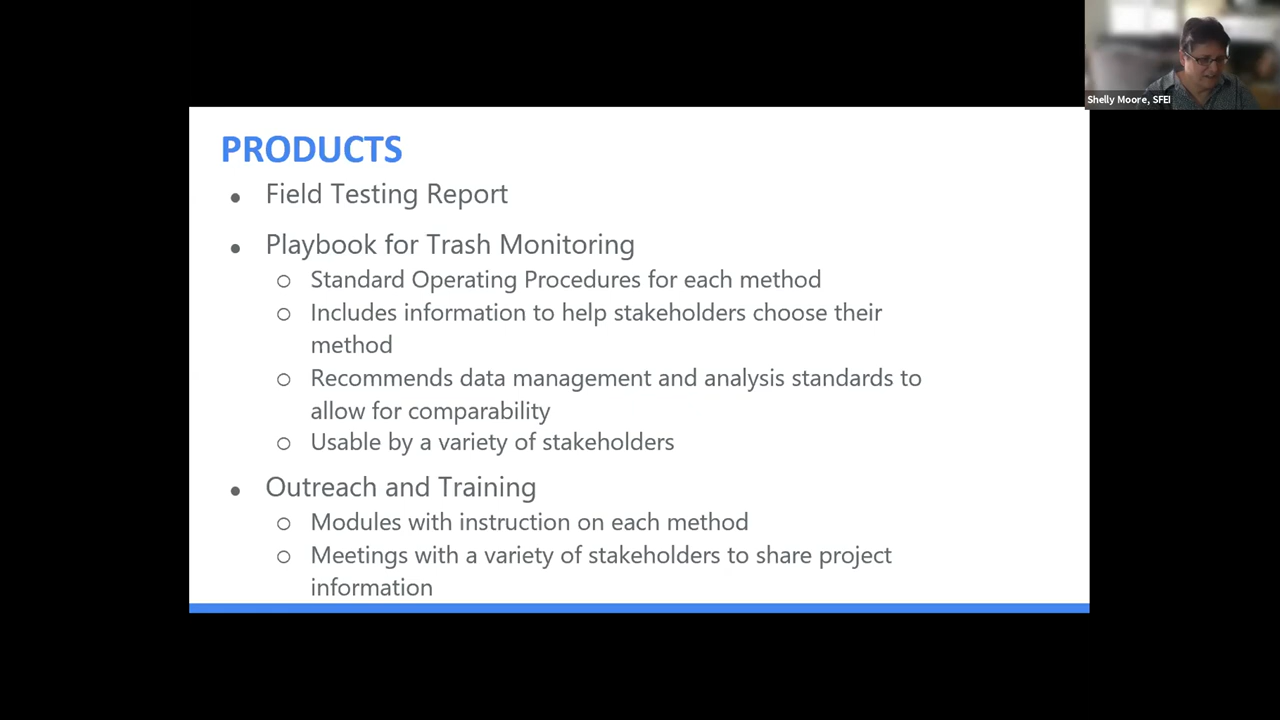 Shelly Moore, SFEI
PRODUCTS
● Field Testing Report
● Playbook for Trash Monitoring
○ Standard Operating Procedures for each method
○ Includes information to help stakeholders choose their
method
○ Recommends data management and analysis standards to
allow for comparability
○ Usable by a variety of stakeholders
● Outreach and Training
○ Modules with instruction on each method
○ Meetings with a variety of stakeholders to share project
information